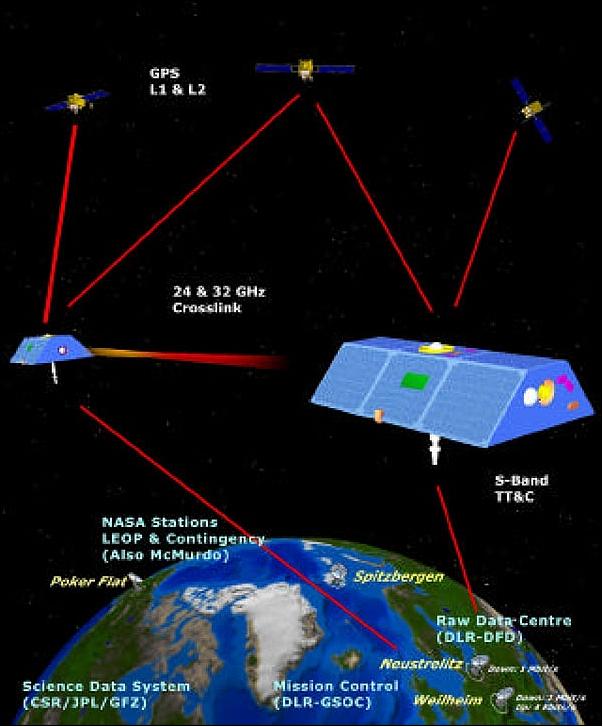 GPS
L1 & L2
24 & 32 GHz
Crosslink
S-Band
TT&C
NASA Stations
LEOP & Contingency
(Also McMurdo)
Poker Flat
Spitzbergen
Raw Data Centre
(DLR-DFD)
Neustrelitz
Down: 1 Mbit/s
Science Data System
(CSR/JPL/GFZ)
Mission Control
(DLR-GSOC)
Weilheim
Down: 1 Mbit/s
Up: 4 Kbit/s